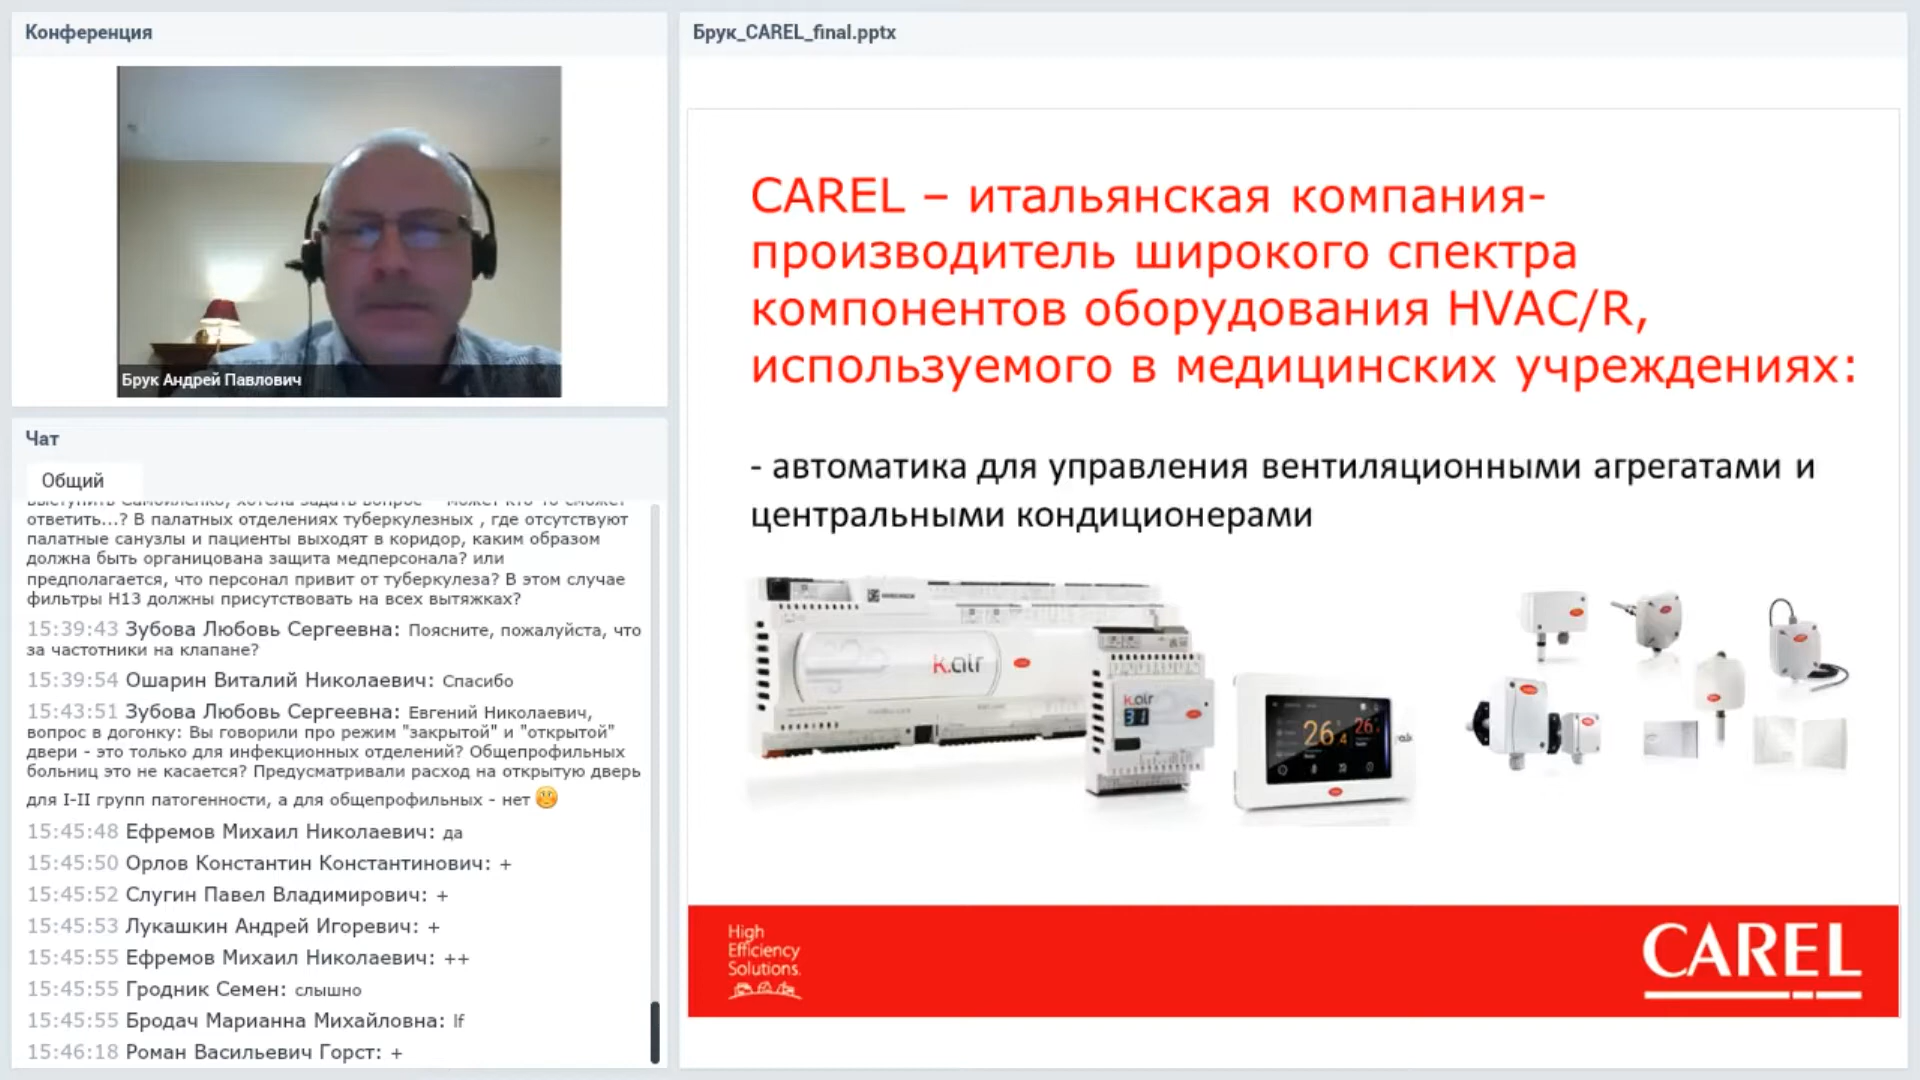 Конференция
Брук Андрей Павлович
Чат
Общий
ответить...? В палатных отделениях туберкулезных , где отсутствуют
палатные санузлы и пациенты выходят в коридор, каким образом
должна быть органицована защита медперсонала? или
предполагается, что персонал привит от туберкулеза? В этом случае
фильтры H13 должны присутствовать на всех вытяжках?
15:39:43 Зубова Любовь Сергеевна: Поясните, пожалуйста, что
за частотники на клапане?
15:39:54 Ошарин Виталий Николаевич: Спасибо
15:43:51 Зубова Любовь Сергеевна: Евгений Николаевич,
вопрос в догонку: Вы говорили про режим "закрытой" и "открытой"
двери - это только для инфекционных отделений? Общепрофильных
больниц это не касается? Предусматривали расход на открытую дверь
для I-II групп патогенности, а для общепрофильных - нет
15:45:48 Ефремов Михаил Николаевич: да
15:45:50 Орлов Константин Константинович: +
15:45:52 Слугин Павел Владимирович: +
15:45:53 Лукашкин Андрей Игоревич: +
15:45:55 Ефремов Михаил Николаевич: ++
15:45:55 Гродник Семен: слышно
15:45:55 Бродач Марианна Михайловна: lf
15:46:18 Роман Васильевич Горст: +
Брук_CAREL_final.pptx
CAREL – итальянская компания-
производитель широкого спектра
компонентов оборудования HVAC/R,
используемого в медицинских учреждениях:
- автоматика для управления вентиляционными агрегатами и
центральными кондиционерами
k.air
k.air
26.4
26
High
Efficiency
Solutions.
CAREL